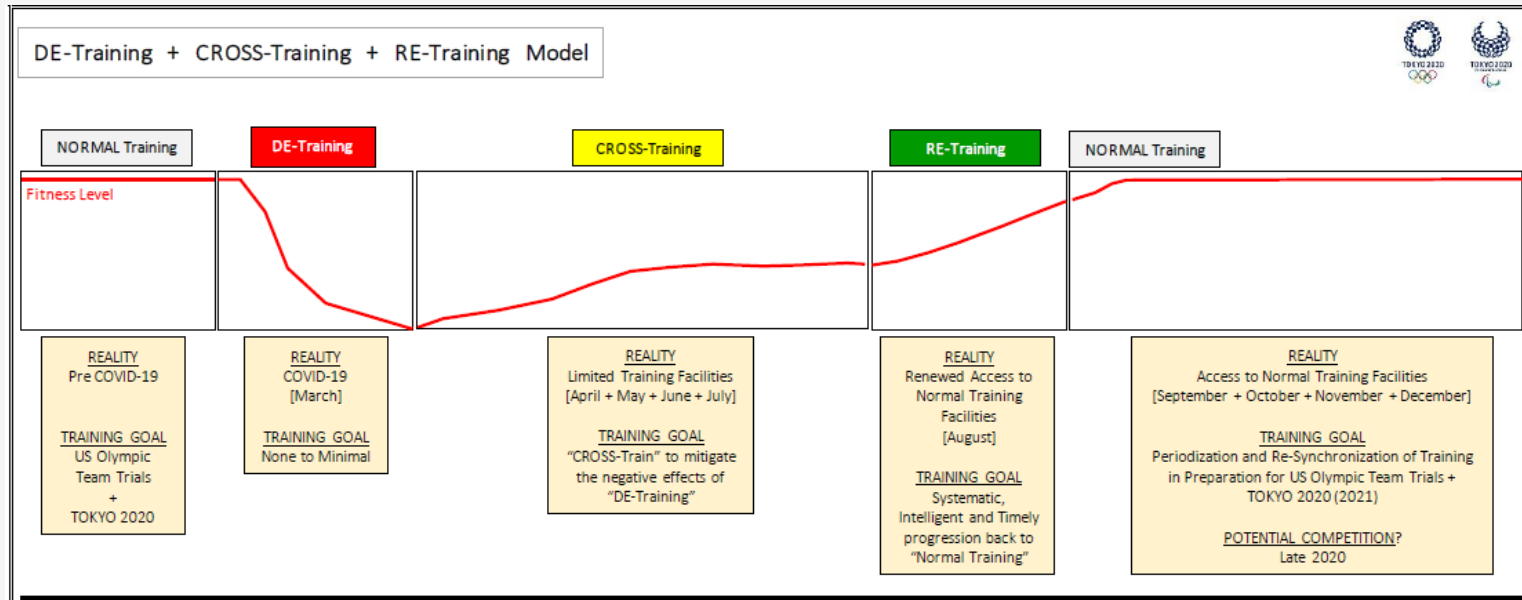 DE-Training + CROSS-Training + RE-Training Model
TOKYO 2020
TOKYO 2020
NORMAL Training
DE-Training
CROSS-Training
RE-Training
NORMAL Training
Fitness Level
REALITY
Pre COVID-19
TRAINING GOAL
US Olympic
Team Trials
+
TOKYO 2020
REALITY
COVID-19
[March]
TRAINING GOAL
None to Minimal
REALITY
Limited Training Facilities
[April + May + June + July]
TRAINING GOAL
“CROSS-Train” to mitigate
the negative effects of
“DE-Training”
REALITY
Renewed Access to
Normal Training
Facilities
[August]
TRAINING GOAL
Systematic,
Intelligent and Timely
progression back to
“Normal Training”
REALITY
Access to Normal Training Facilities
[September + October + November + December]
TRAINING GOAL
Periodization and Re-Synchronization of Training
in Preparation for US Olympic Team Trials +
TOKYO 2020 (2021)
POTENTIAL COMPETITION?
Late 2020